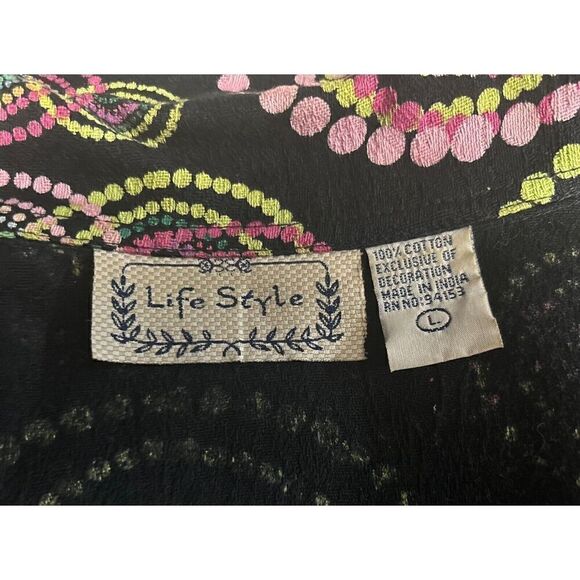 Life Style
100% COTTON
EXCLUSIVE OF
DECORATION
MADE IN INDIA
RN NO: 94153
L